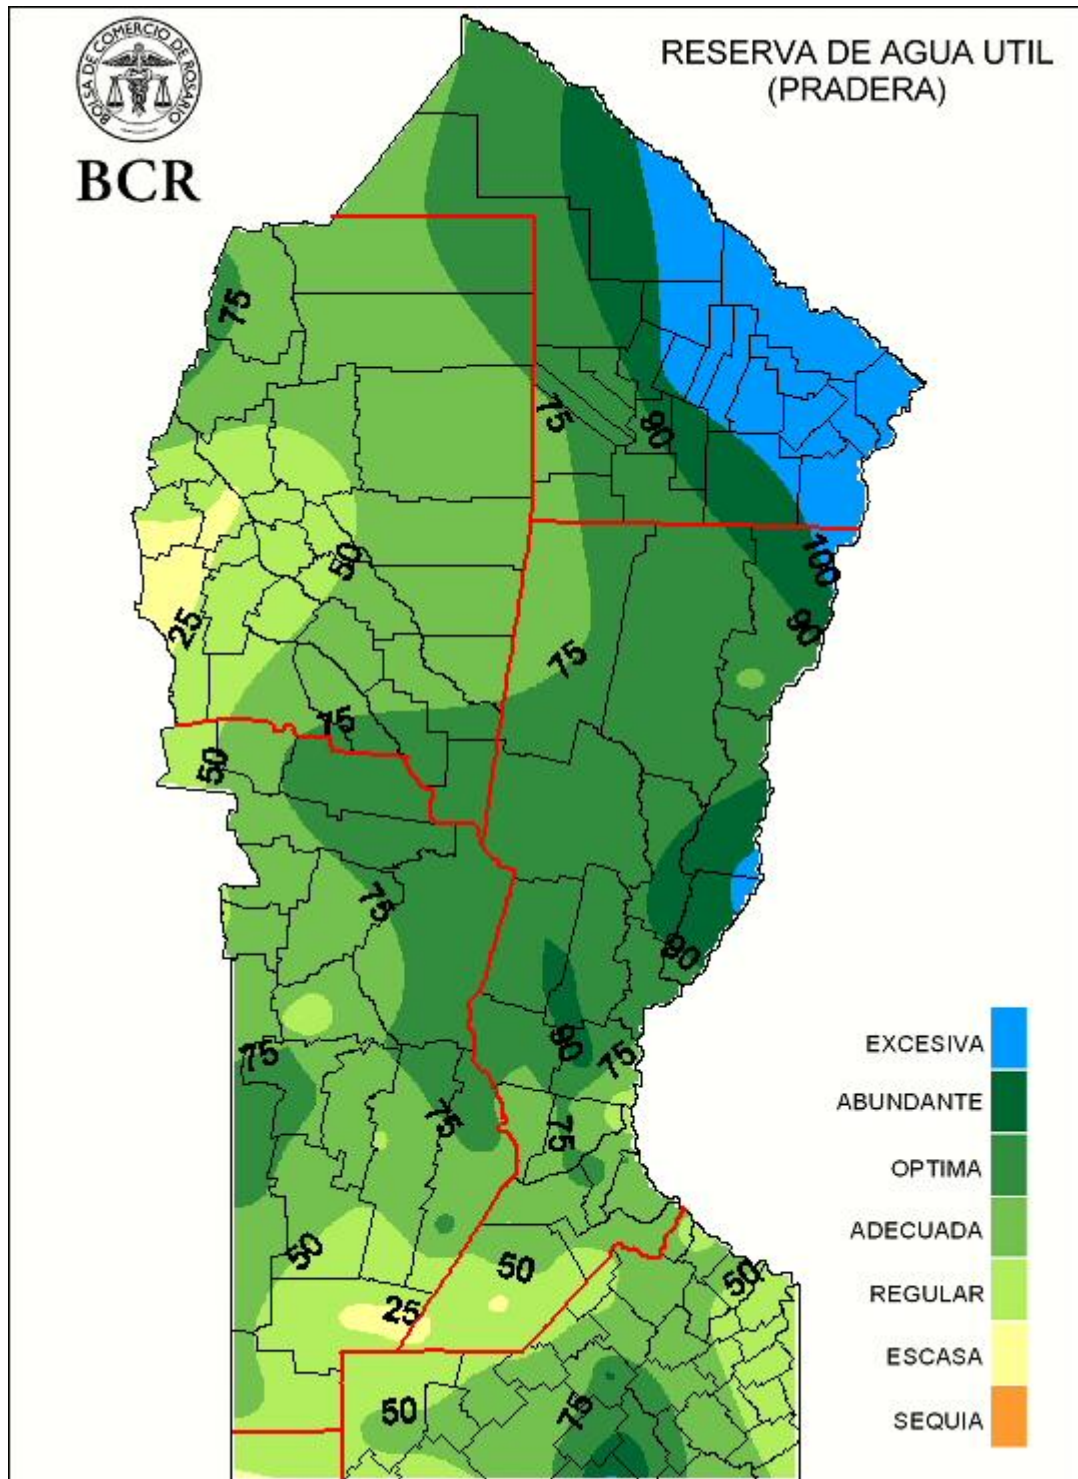 BOLSA DE COMERCIO DE ROSARIO
BCR
RESERVA DE AGUA UTIL
(PRADERA)
75
75
90
50
100
25
90
75
75
50
75
90
90
75
75
75
75
50
50
50
25
50
75
EXCESIVA
ABUNDANTE
OPTIMA
ADECUADA
REGULAR
ESCASA
SEQUIA